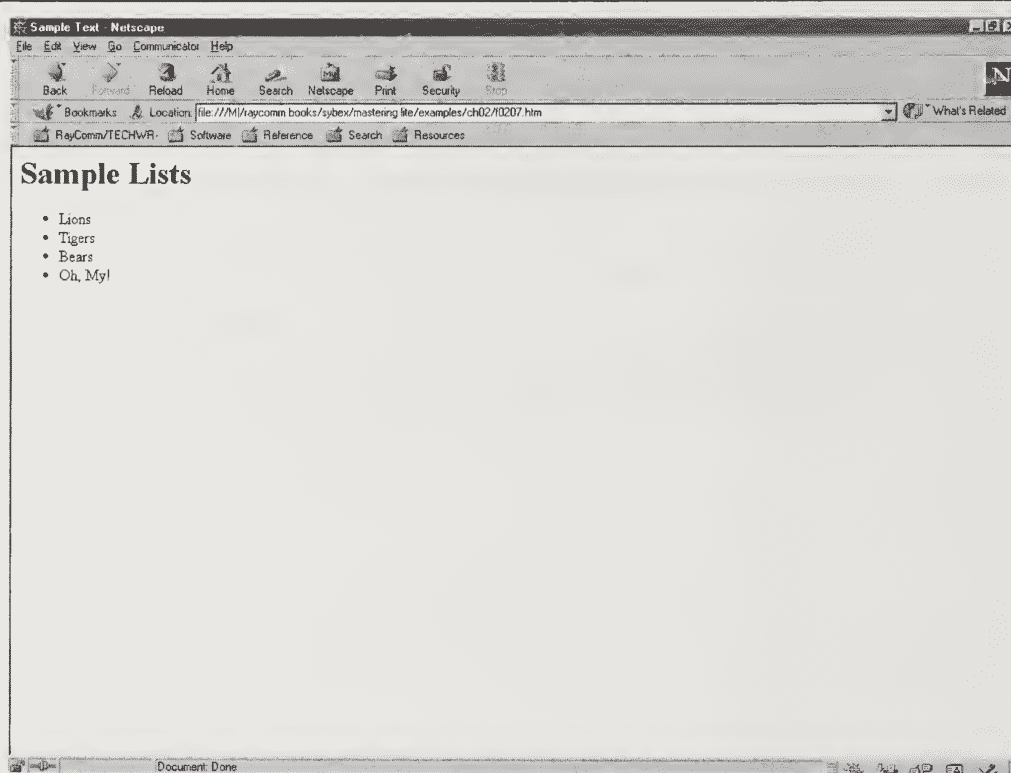 Sample Text - Netscape
File Edit View Go Communicator Help
Back Forward Reload Home Search Netscape Print Security Stop
N
Bookmarks Location: file:///M|/raycomm books/sybex/mastering lite/examples/ch02/f0207.htm What's Related
RayComm/TECHWR- Software Reference Search Resources
Sample Lists
• Lions
• Tigers
• Bears
• Oh, My!
Document: Done